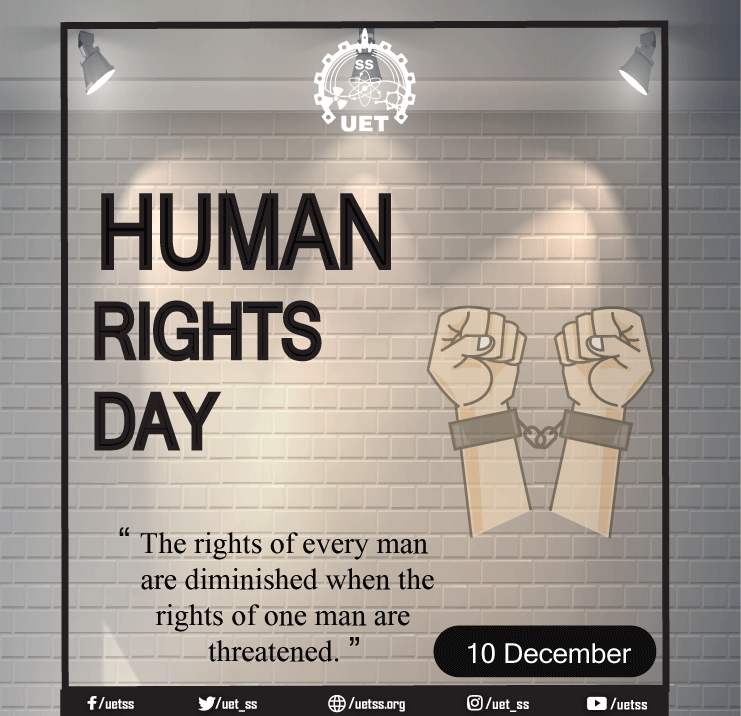 SS
UET
HUMAN
RIGHTS
DAY
“ The rights of every man
are diminished when the
rights of one man are
threatened. ”
10 December
/uetss /uet_ss /uetss.org /uet_ss /uetss